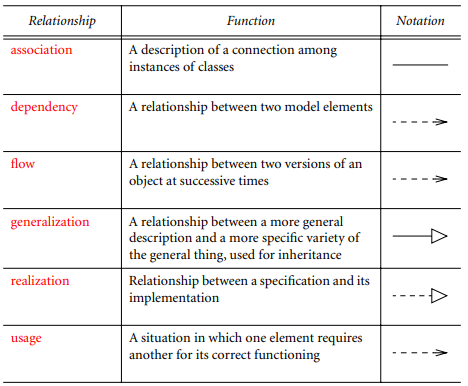 Relationship Function Notation
association A description of a connection among
instances of classes
dependency A relationship between two model elements
flow A relationship between two versions of an
object at successive times
generalization A relationship between a more general
description and a more specific variety of
the general thing, used for inheritance
realization Relationship between a specification and its
implementation
usage A situation in which one element requires
another for its correct functioning